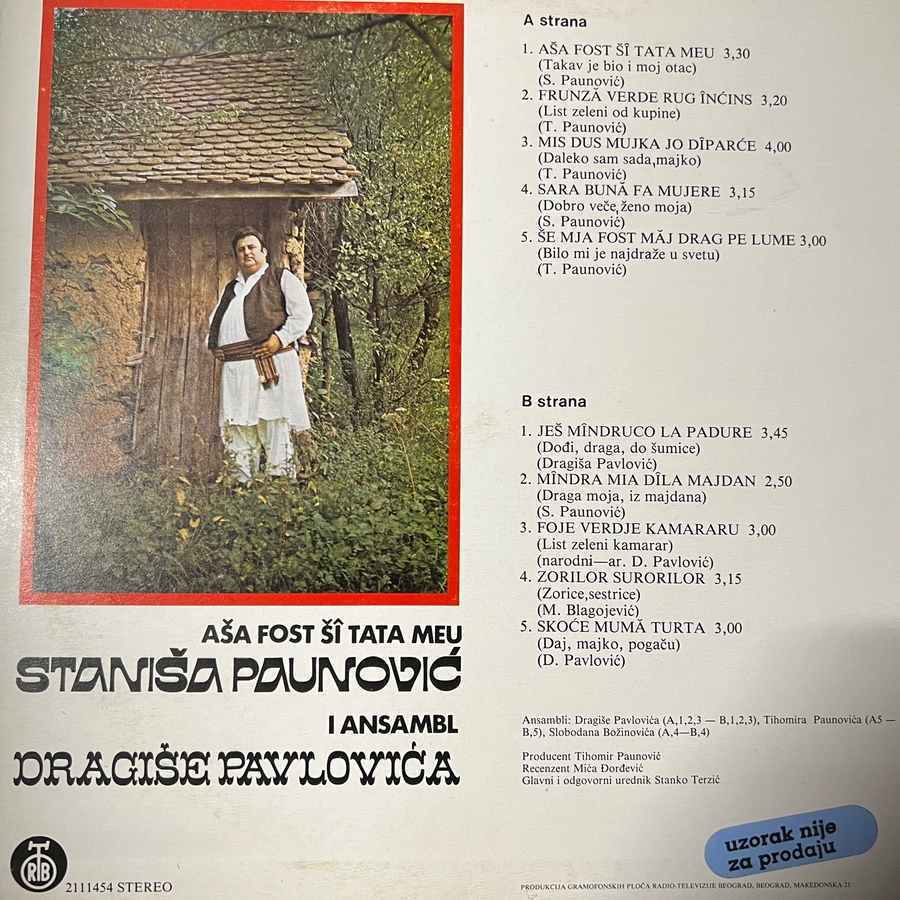 A strana
1. AŠA FOST ŠÎ TATA MEU 3,30
(Takav je bio i moj otac)
(S. Paunović)
2. FRUNZĂ VERDE RUG ÎNĆINS 3,20
(List zeleni od kupine)
(T. Paunović)
3. MIS DUS MUJKA JO DÎPARĆE 4,00
(Daleko sam sada,majko)
(T. Paunović)
4. SARA BUNĂ FA MUJERE 3,15
(Dobro veče,ženo moja)
(S. Paunović)
5. ŠE MJA FOST MĂJ DRAG PE LUME 3,00
(Bilo mi je najdraže u svetu)
(T. Paunović)
B strana
1. JEŠ MÎNDRUCO LA PADURE 3,45
(Dođi, draga, do šumice)
(Dragiša Pavlović)
2. MÎNDRA MIA DÎLA MAJDAN 2,50
(Draga moja, iz majdana)
(S. Paunović)
3. FOJE VERDJE KAMARARU 3,00
(List zeleni kamarar)
(narodni—ar. D. Pavlović)
4. ZORILOR SURORILOR 3,15
(Zorice,sestrice)
(M. Blagojević)
5. SKOĆE MUMĂ TURTA 3,00
(Daj, majko, pogaču)
(D. Pavlović)
AŠA FOST ŠÎ TATA MEU
STANIŠA PAUNOVIĆ
I ANSAMBL
DRAGIŠE PAVLOVIĆA
Ansambli: Dragiše Pavlovića (A,1,2,3 — B,1,2,3), Tihomira Paunovića (A5 —
B,5), Slobodana Božinovića (A,4—B,4)
Producent Tihomir Paunović
Recenzent Mića Đorđević
Glavni i odgovorni urednik Stanko Terzić
uzorak nije
za prodaju
RTB
2111454 STEREO
PRODUKCIJA GRAMOFONSKIH PLOČA RADIO-TELEVIZIJE BEOGRAD, BEOGRAD, MAKEDONSKA 21